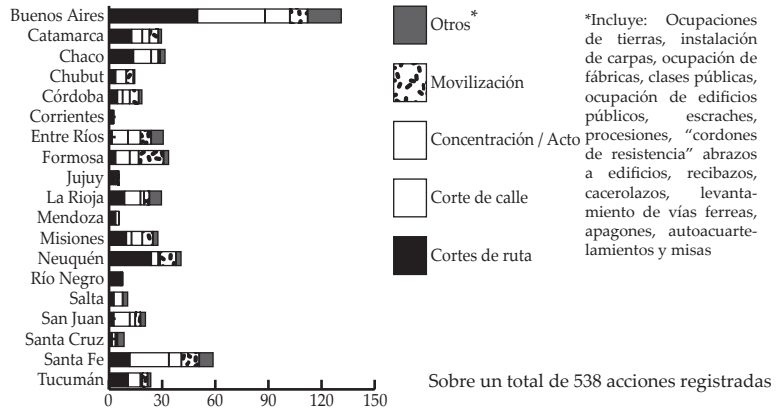 Buenos Aires
Catamarca
Chaco
Chubut
Córdoba
Corrientes
Entre Ríos
Formosa
Jujuy
La Rioja
Mendoza
Misiones
Neuquén
Río Negro
Salta
San Juan
Santa Cruz
Santa Fe
Tucumán
0 30 60 90 120 150
Otros*
Movilización
Concentración / Acto
Corte de calle
Cortes de ruta
*Incluye: Ocupaciones
de tierras, instalación
de carpas, ocupación de
fábricas, clases públicas,
ocupación de edificios
públicos, escraches,
procesiones, “cordones
de resistencia” abrazos
a edificios, recibazos,
cacerolazos, levanta-
miento de vías ferreas,
apagones, autoacuarte-
lamientos y misas
Sobre un total de 538 acciones registradas